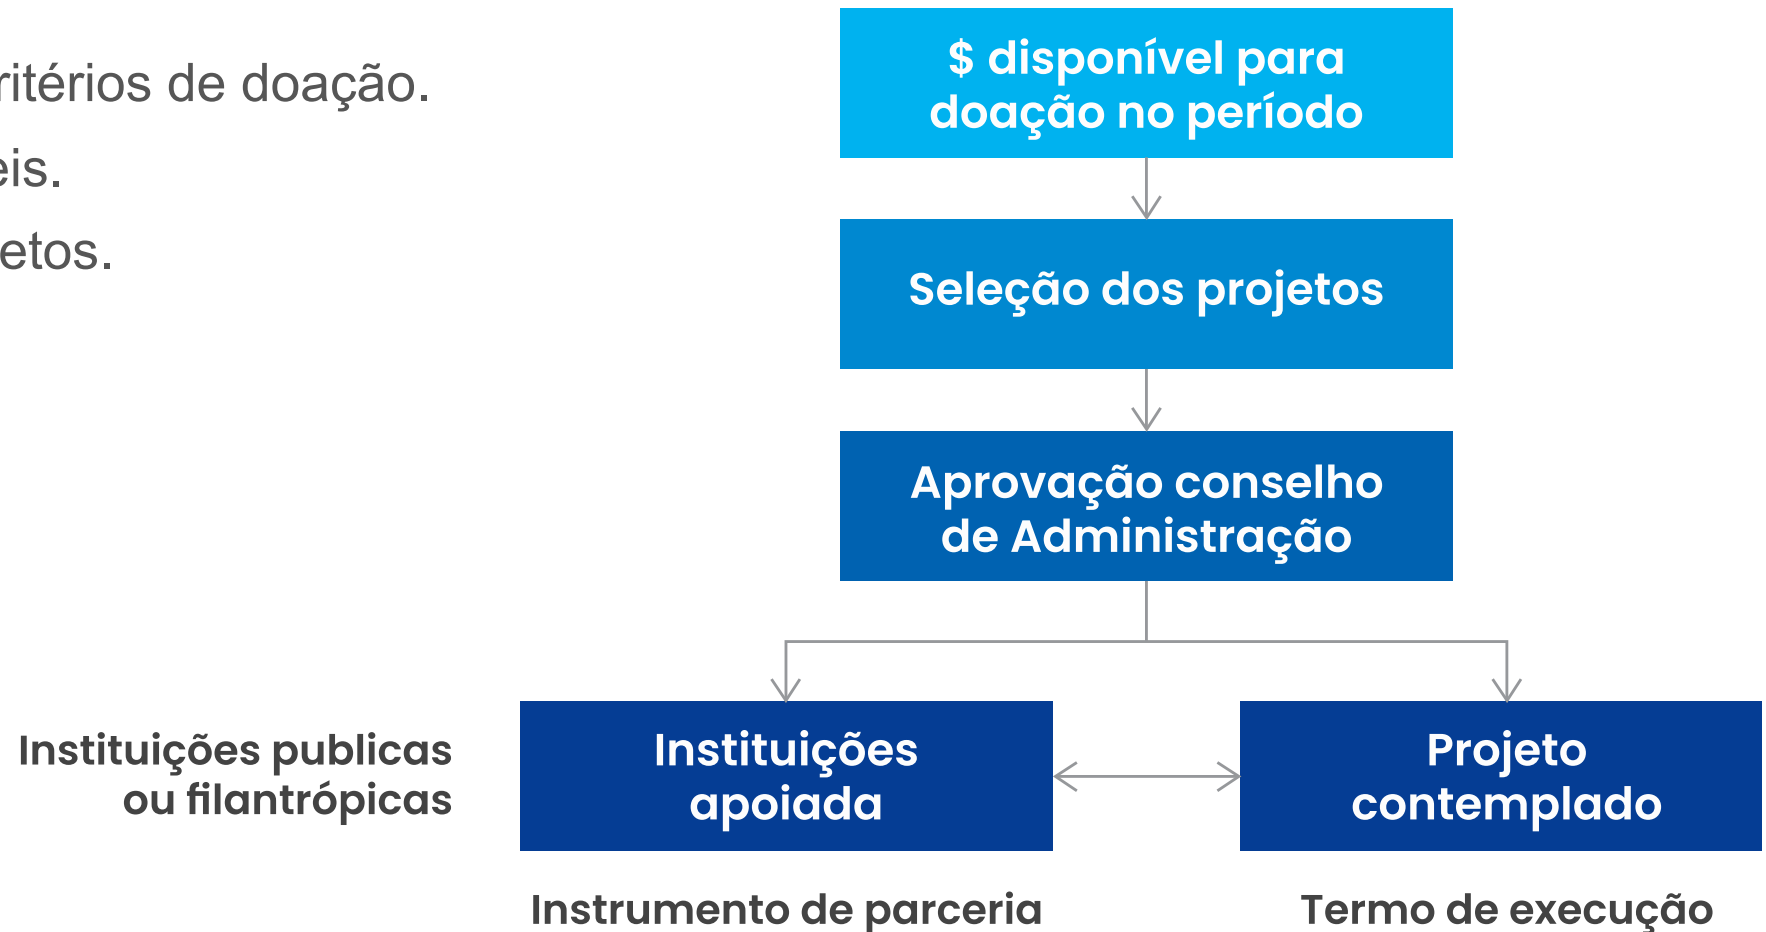 ritérios de doação.
eis.
etos.
$ disponível para
doação no período
Seleção dos projetos
Aprovação conselho
de Administração
Instituições publicas
ou filantrópicas
Instituições
apoiada
Projeto
contemplado
Instrumento de parceria
Termo de execução